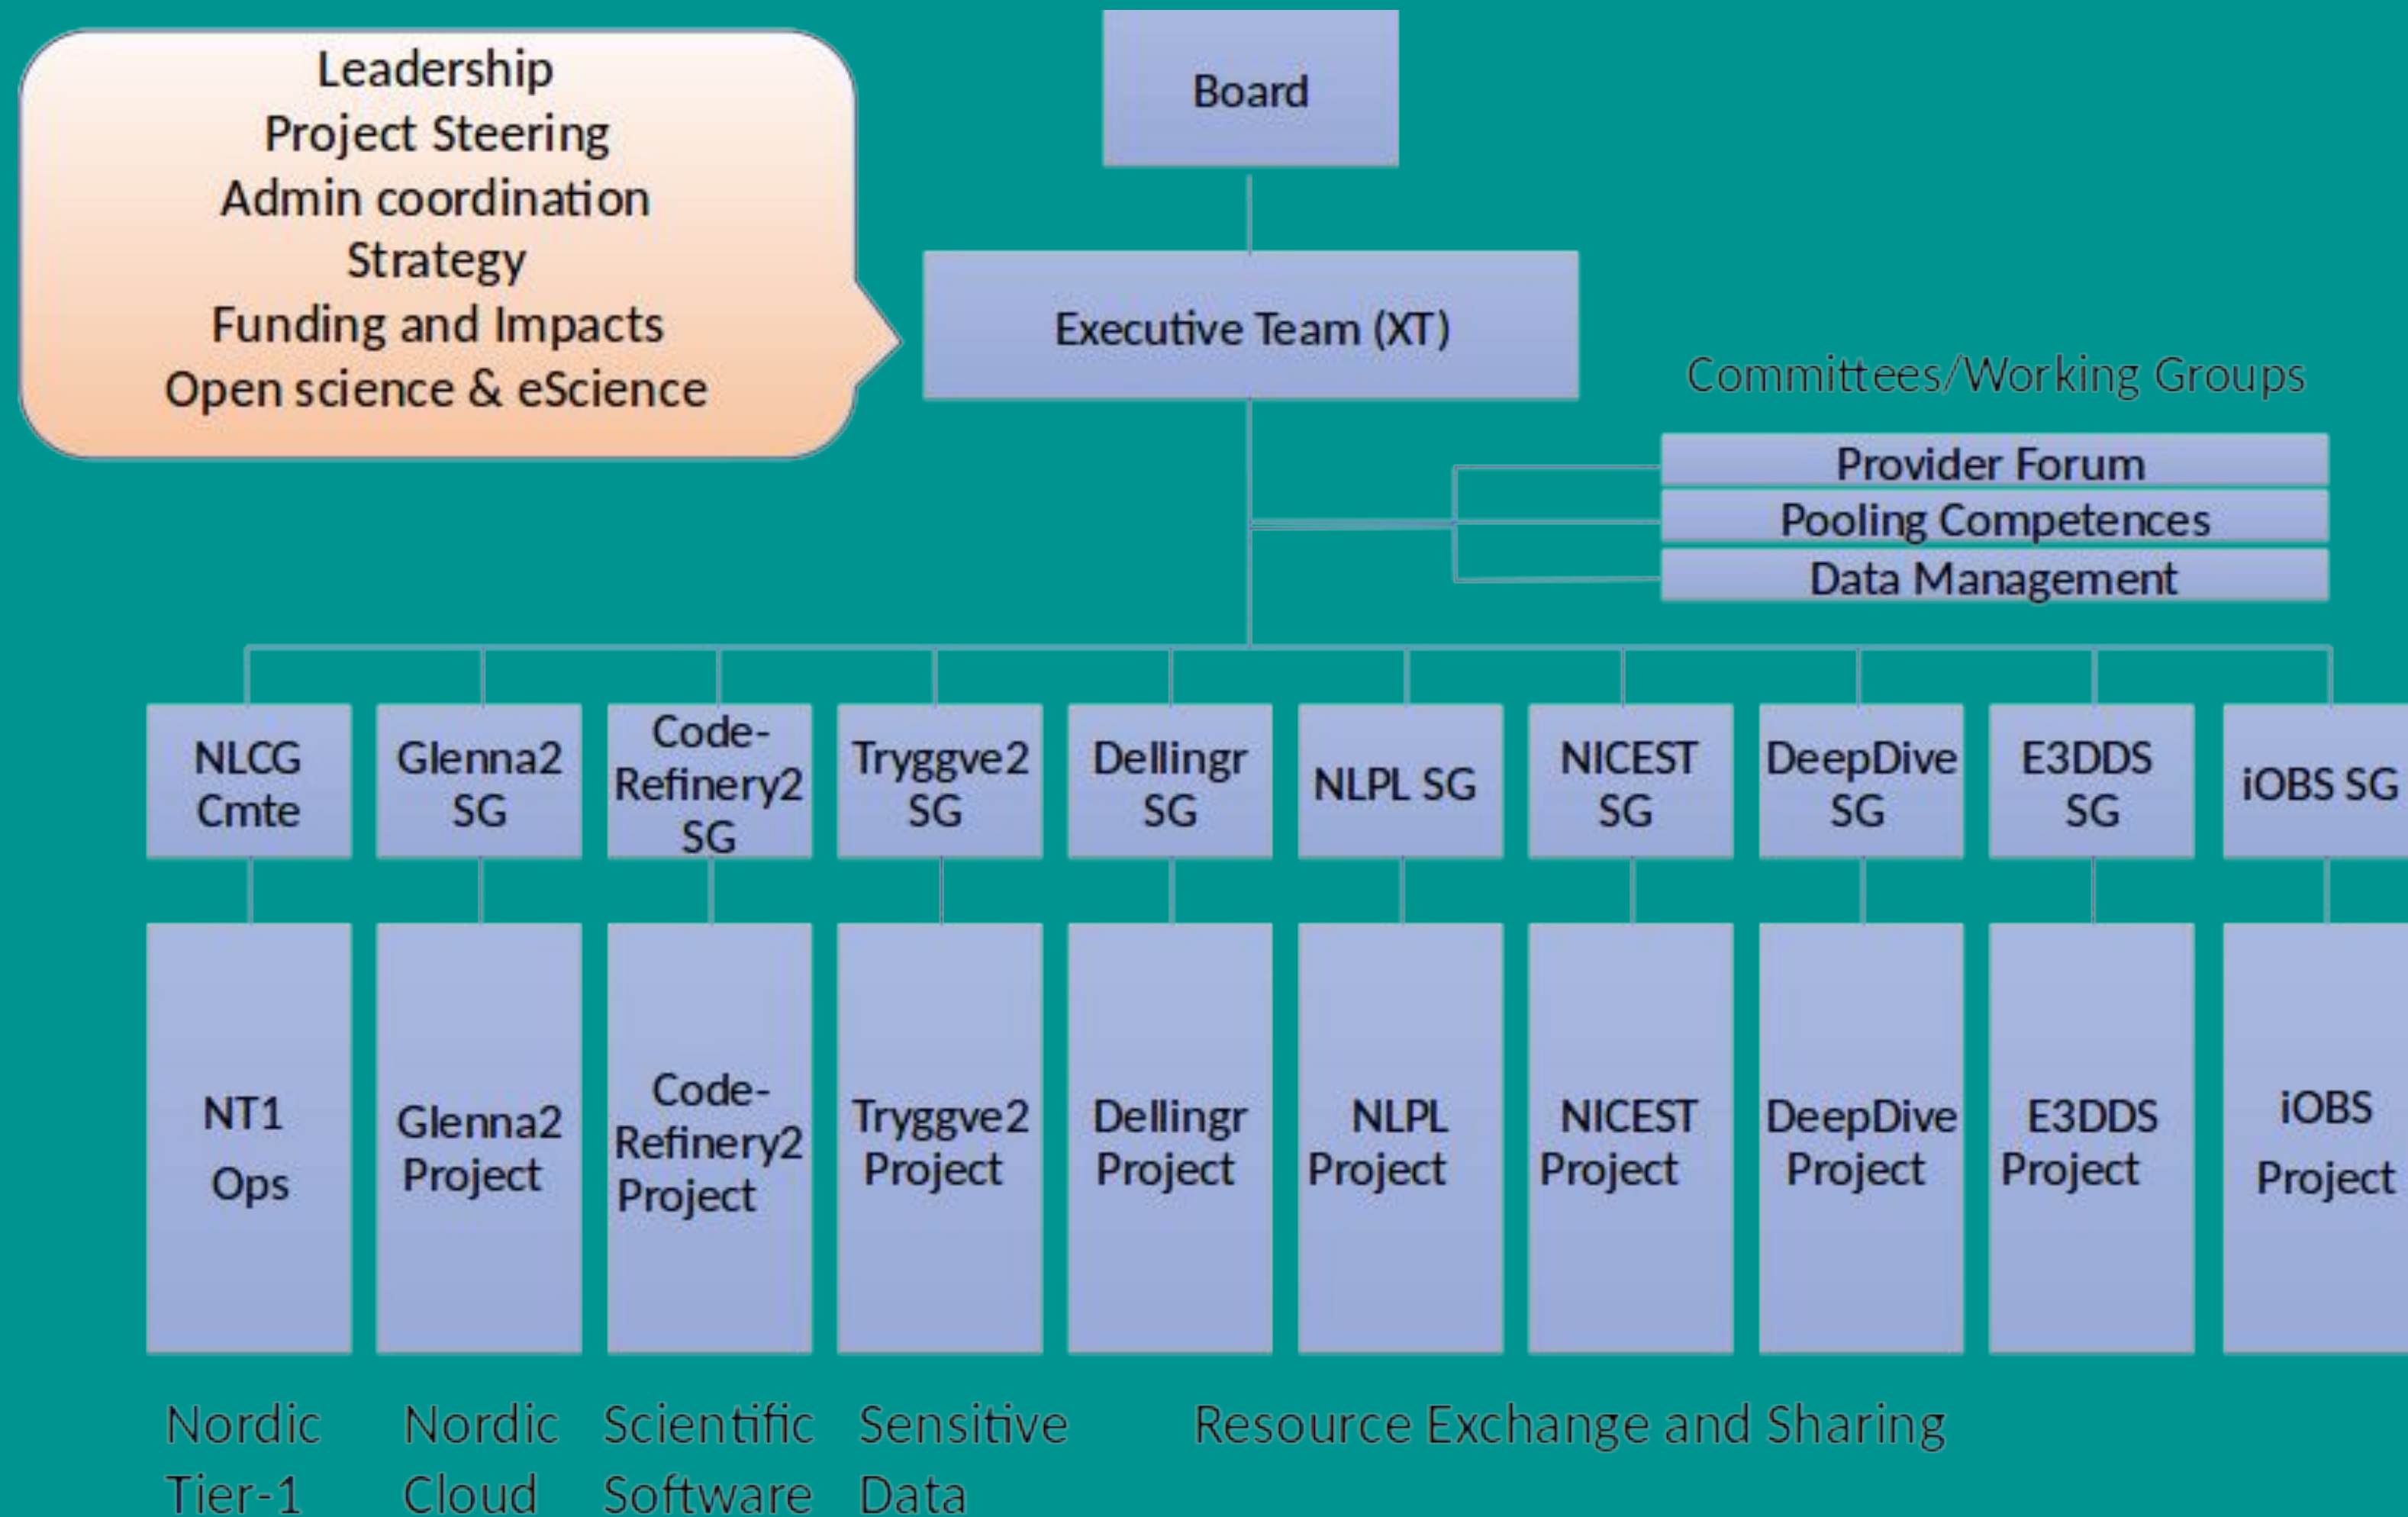 Leadership
Project Steering
Admin coordination
Strategy
Funding and Impacts
Open science & eScience
Board
Executive Team (XT)
Committees/Working Groups
Provider Forum
Pooling Competences
Data Management
NLCG
Cmte
Glenna2
SG
Code-
Refinery2
SG
Tryggve2
SG
Dellingr
SG
NLPL SG
NICEST
SG
DeepDive
SG
E3DDS
SG
iOBS SG
NT1
Ops
Glenna2
Project
Code-
Refinery2
Project
Tryggve2
Project
Dellingr
Project
NLPL
Project
NICEST
Project
DeepDive
Project
E3DDS
Project
iOBS
Project
Nordic
Tier-1
Nordic
Cloud
Scientific
Software
Sensitive
Data
Resource Exchange and Sharing